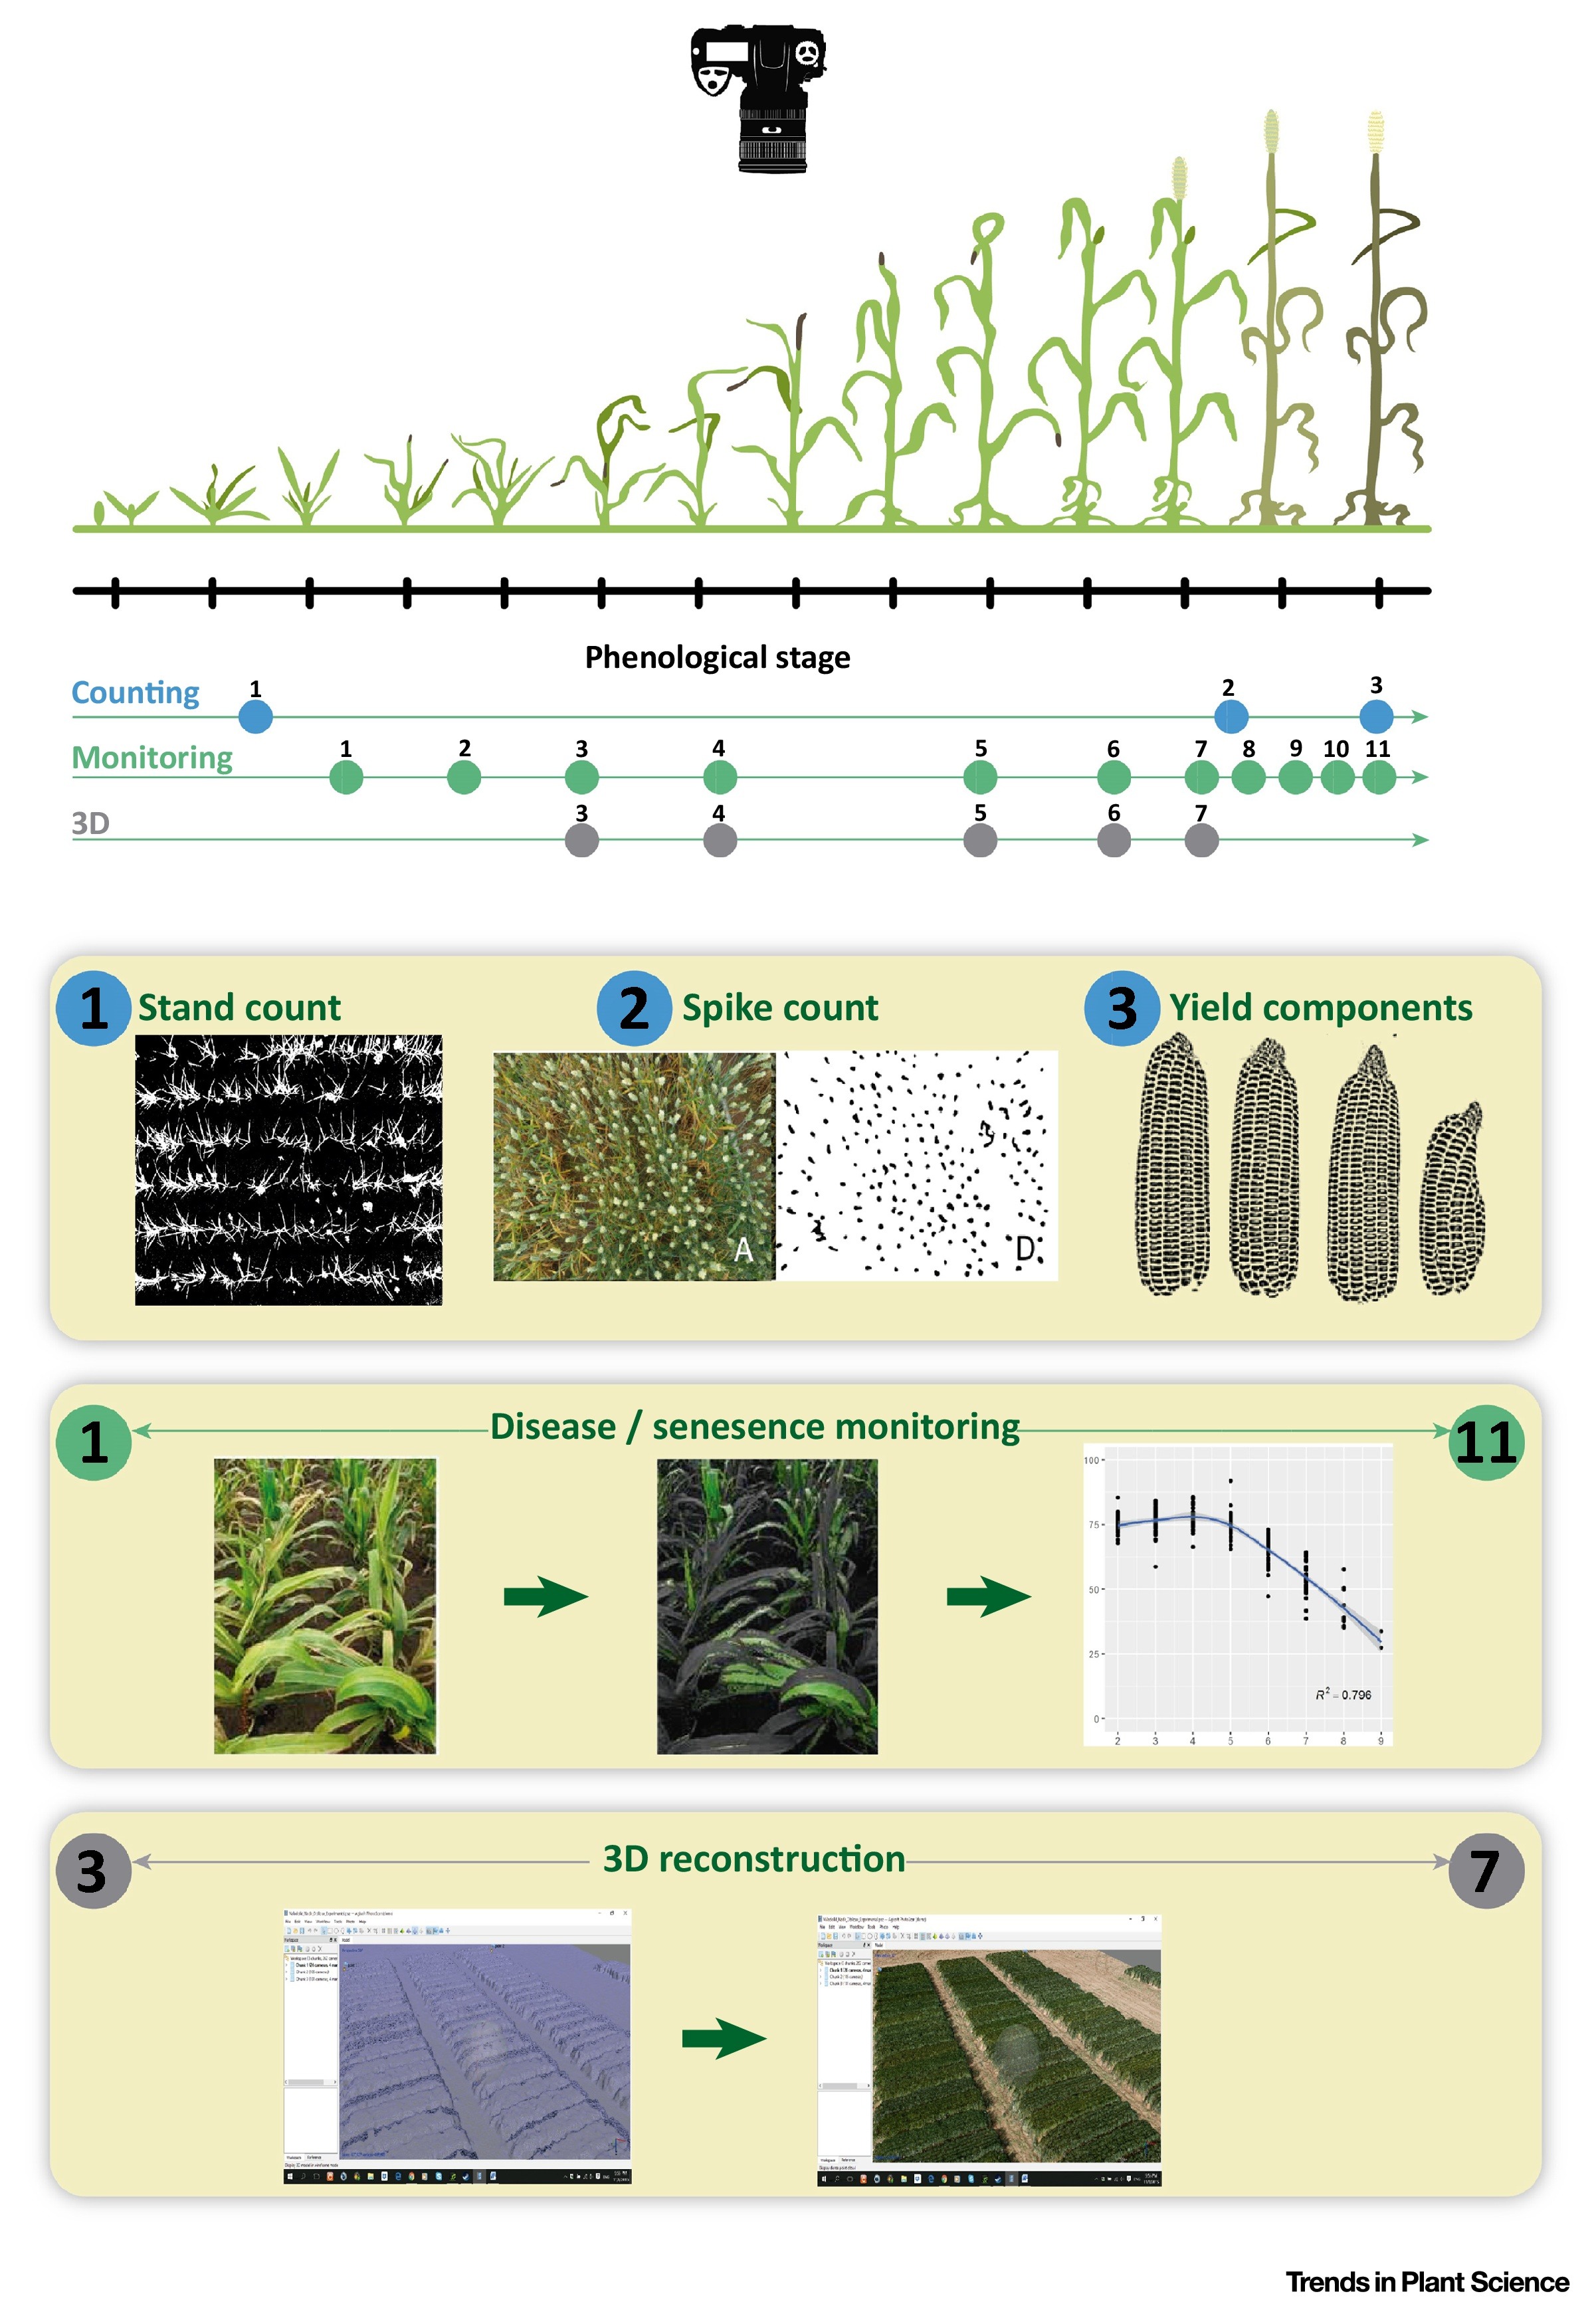 Phenological stage
Counting
1 2 3
Monitoring
1 2 3 4 5 6 7 8 9 10 11
3D
3 4 5 6 7
1 Stand count
2 Spike count
3 Yield components
A
D
1 Disease / senesence monitoring 11
100
75
50
25
0
R² = 0.796
2 3 4 5 6 7 8 9
3 3D reconstruction 7
Trends in Plant Science